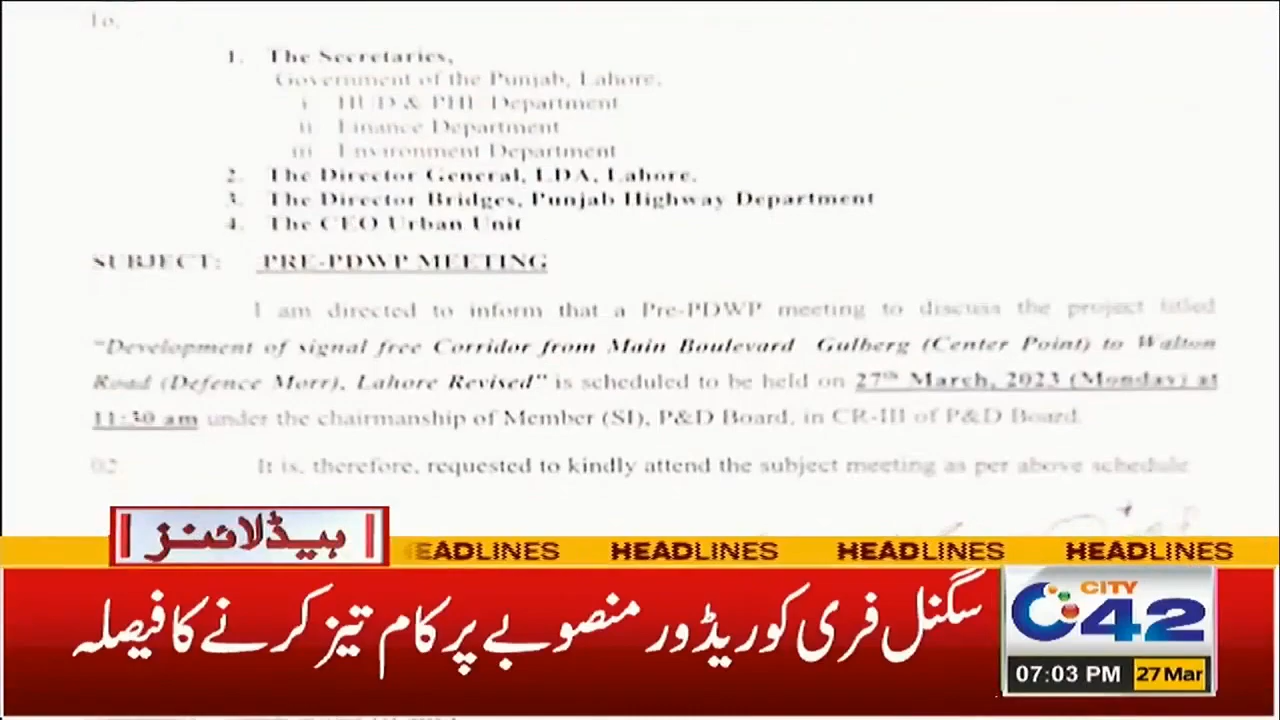 To,
1. The Secretaries,
Government of the Punjab, Lahore.
i HUD & PHE Department
ii Finance Department
iii Environment Department
2. The Director General, LDA, Lahore.
3. The Director Bridges, Punjab Highway Department
4. The CEO Urban Unit
SUBJECT: PRE-PDWP MEETING
I am directed to inform that a Pre-PDWP meeting to discuss the project titled
“Development of signal free Corridor from Main Boulevard Gulberg (Center Point) to Walton
Road (Defence Morr), Lahore Revised” is scheduled to be held on 27th March, 2023 (Monday) at
11:30 am under the chairmanship of Member (SI), P&D Board, in CR-III of P&D Board.
02 It is, therefore, requested to kindly attend the subject meeting as per above schedule
ہیڈلائنز
EADLINES HEADLINES HEADLINES HEADLINES
سگنل فری کوریڈور منصوبے پر کام تیز کرنے کا فیصلہ
CITY
42
07:03 PM 27 Mar